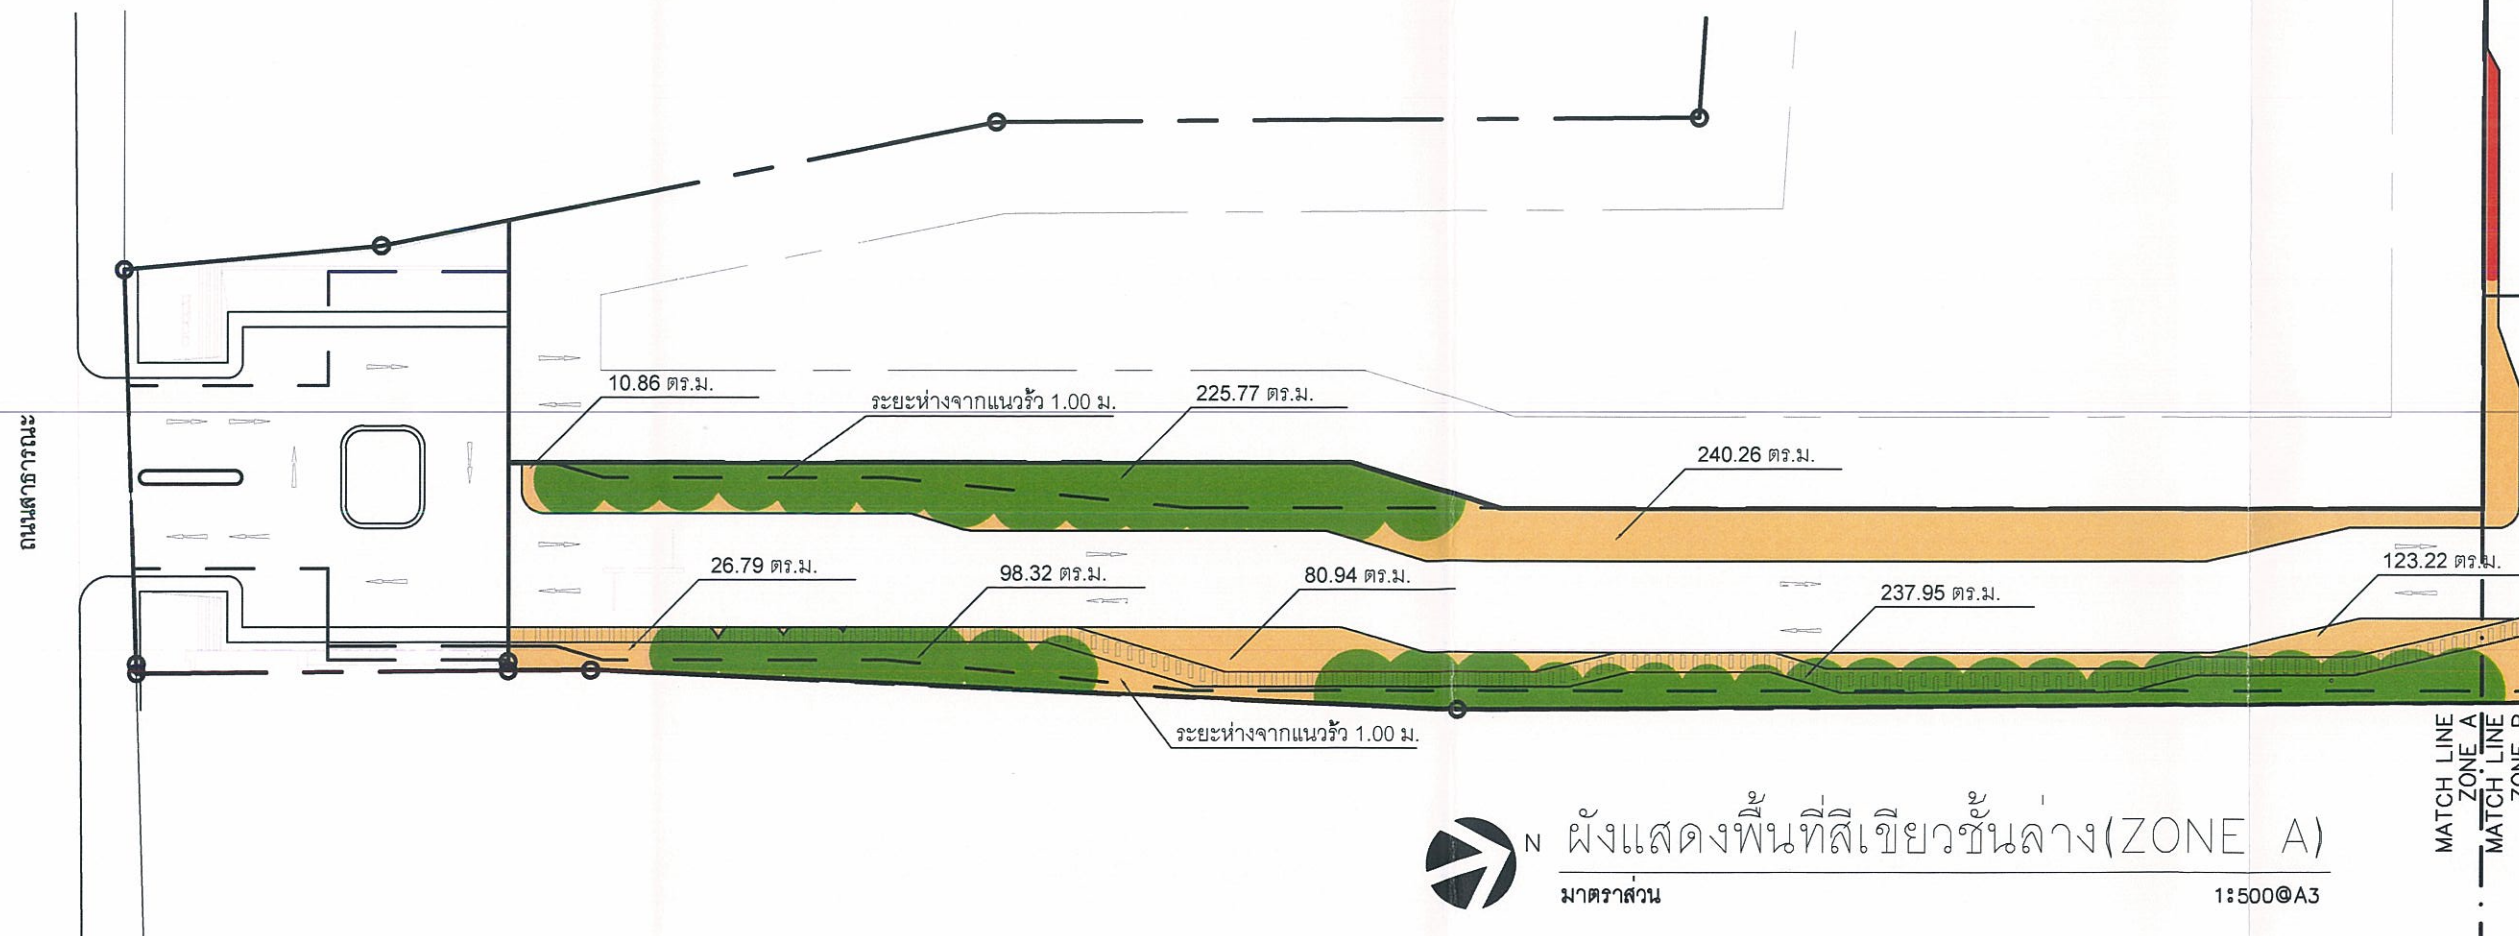 10.86 ตร.ม.
ระยะห่างจากแนวรั้ว 1.00 ม.
225.77 ตร.ม.
ถนนสาธารณะ
240.26 ตร.ม.
26.79 ตร.ม.
98.32 ตร.ม.
80.94 ตร.ม.
237.95 ตร.ม.
123.22 ตร.ม.
ระยะห่างจากแนวรั้ว 1.00 ม.
MATCH LINE
ZONE A
MATCH LINE
ZONE B
N
ผังแสดงพื้นที่สีเขียวชั้นล่าง(ZONE A)
มาตราส่วน
1:500@A3